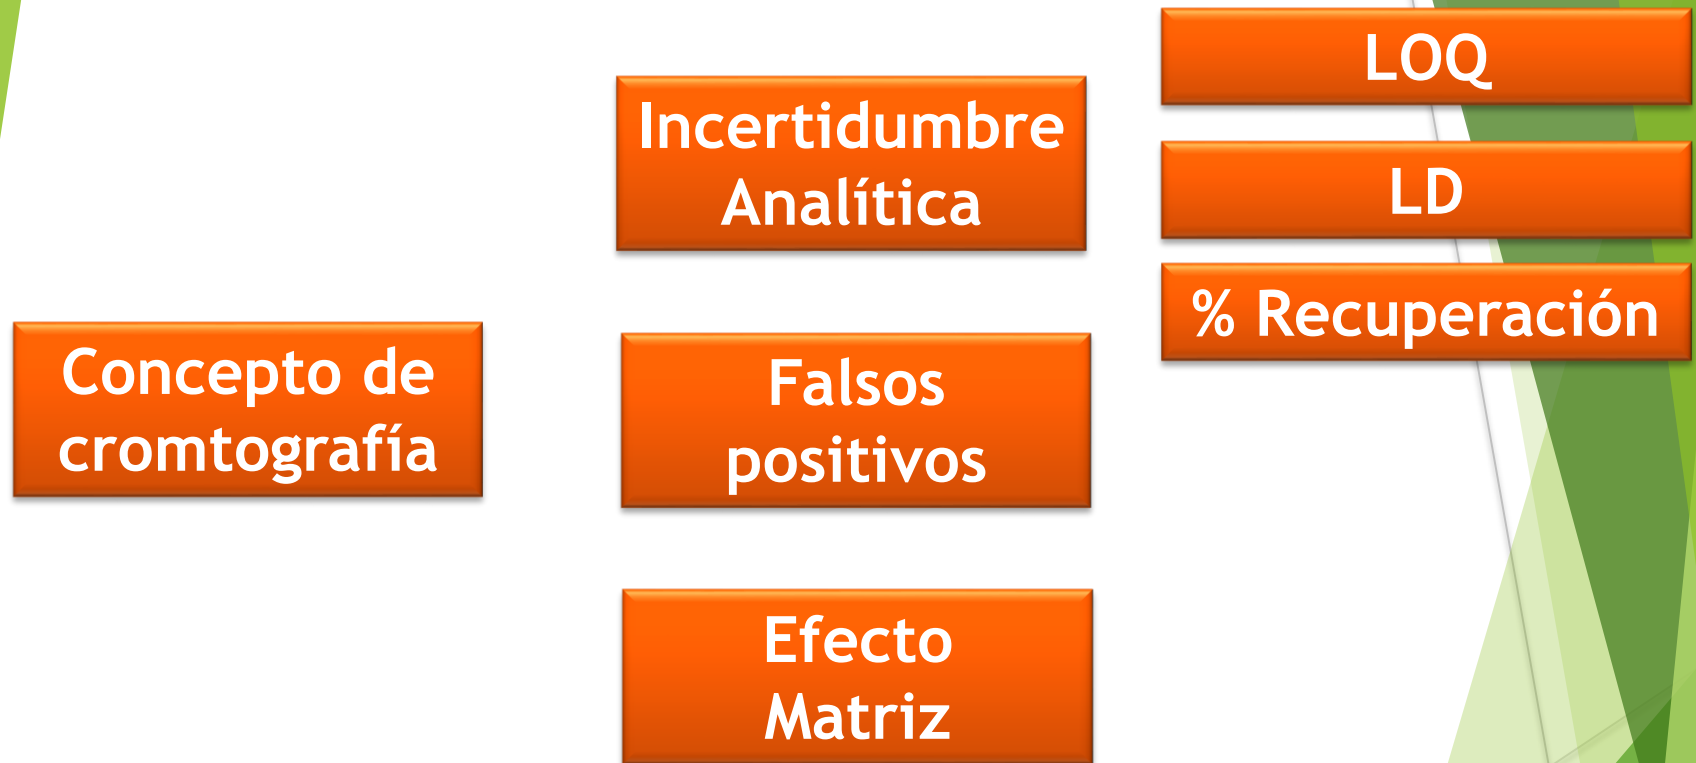 Concepto de
cromtografía
Incertidumbre
Analítica
Falsos
positivos
Efecto
Matriz
LOQ
LD
% Recuperación